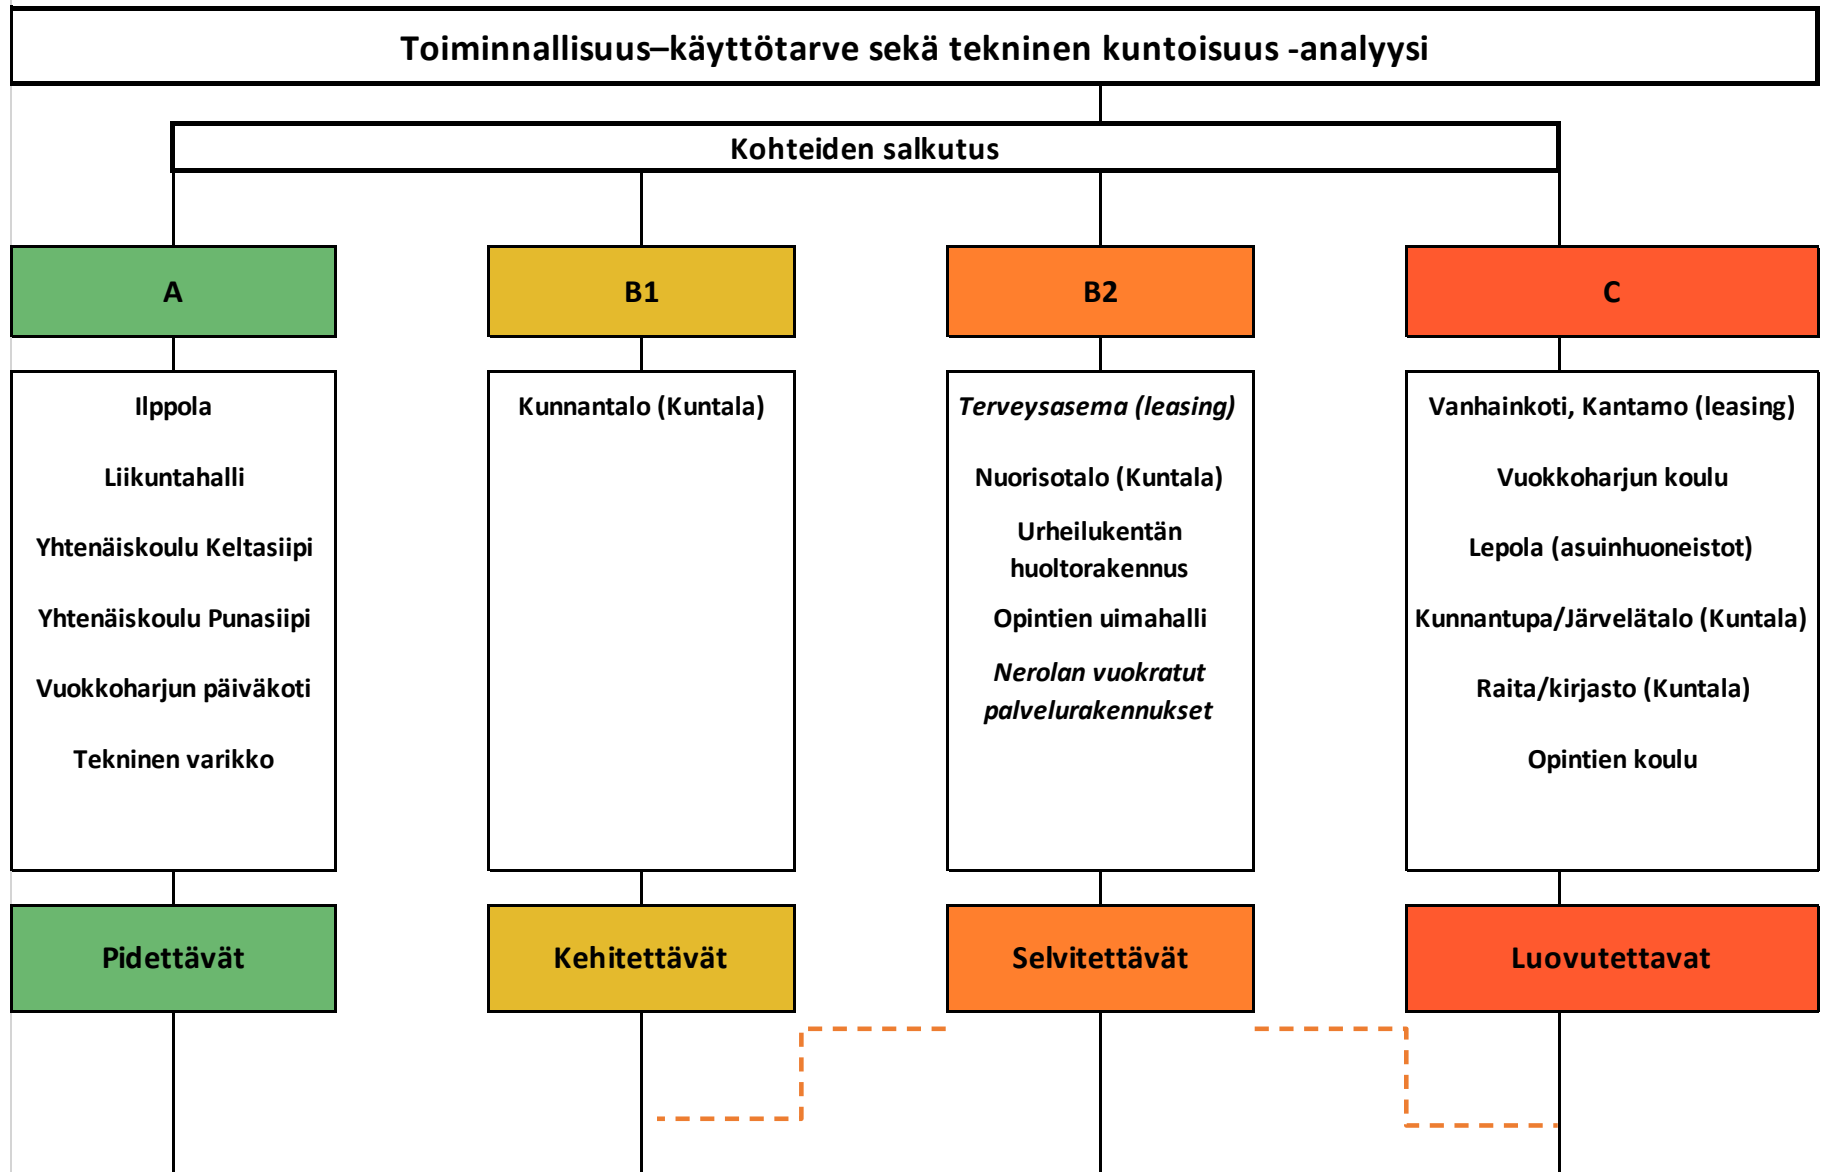 Toiminnallisuus–käyttötarve sekä tekninen kuntoisuus -analyysi
Kohteiden salkutus
A
B1
B2
C
Ilppola
Liikuntahalli
Yhtenäiskoulu Keltasiipi
Yhtenäiskoulu Punasiipi
Vuokkoharjun päiväkoti
Tekninen varikko
Kunnantalo (Kuntala)
Terveysasema (leasing)
Nuorisotalo (Kuntala)
Urheilukentän
huoltorakennus
Opintien uimahalli
Nerolan vuokratut
palvelurakennukset
Vanhainkoti, Kantamo (leasing)
Vuokkoharjun koulu
Lepola (asuinhuoneistot)
Kunnantupa/Järvelätalo (Kuntala)
Raita/kirjasto (Kuntala)
Opintien koulu
Pidettävät
Kehitettävät
Selvitettävät
Luovutettavat